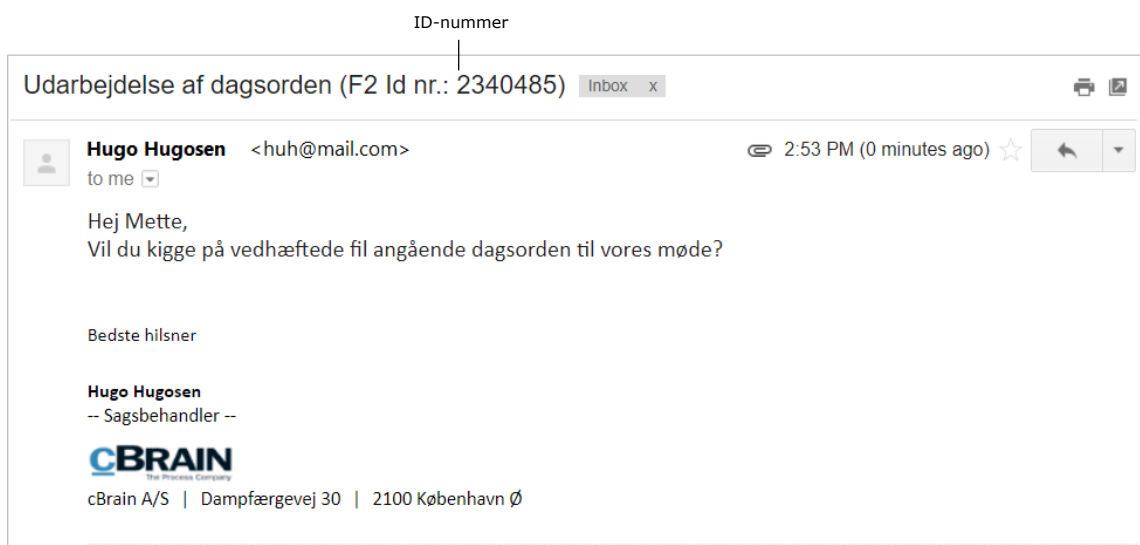 ID-nummer
Udarbejdelse af dagsorden (F2 Id nr.: 2340485) Inbox x
Hugo Hugosen <huh@mail.com> 2:53 PM (0 minutes ago)
to me
Hej Mette,
Vil du kigge på vedhæftede fil angående dagsorden til vores møde?
Bedste hilsner
Hugo Hugosen
-- Sagsbehandler --
cBRAIN
The Process Company
cBrain A/S | Dampfærgevej 30 | 2100 København Ø